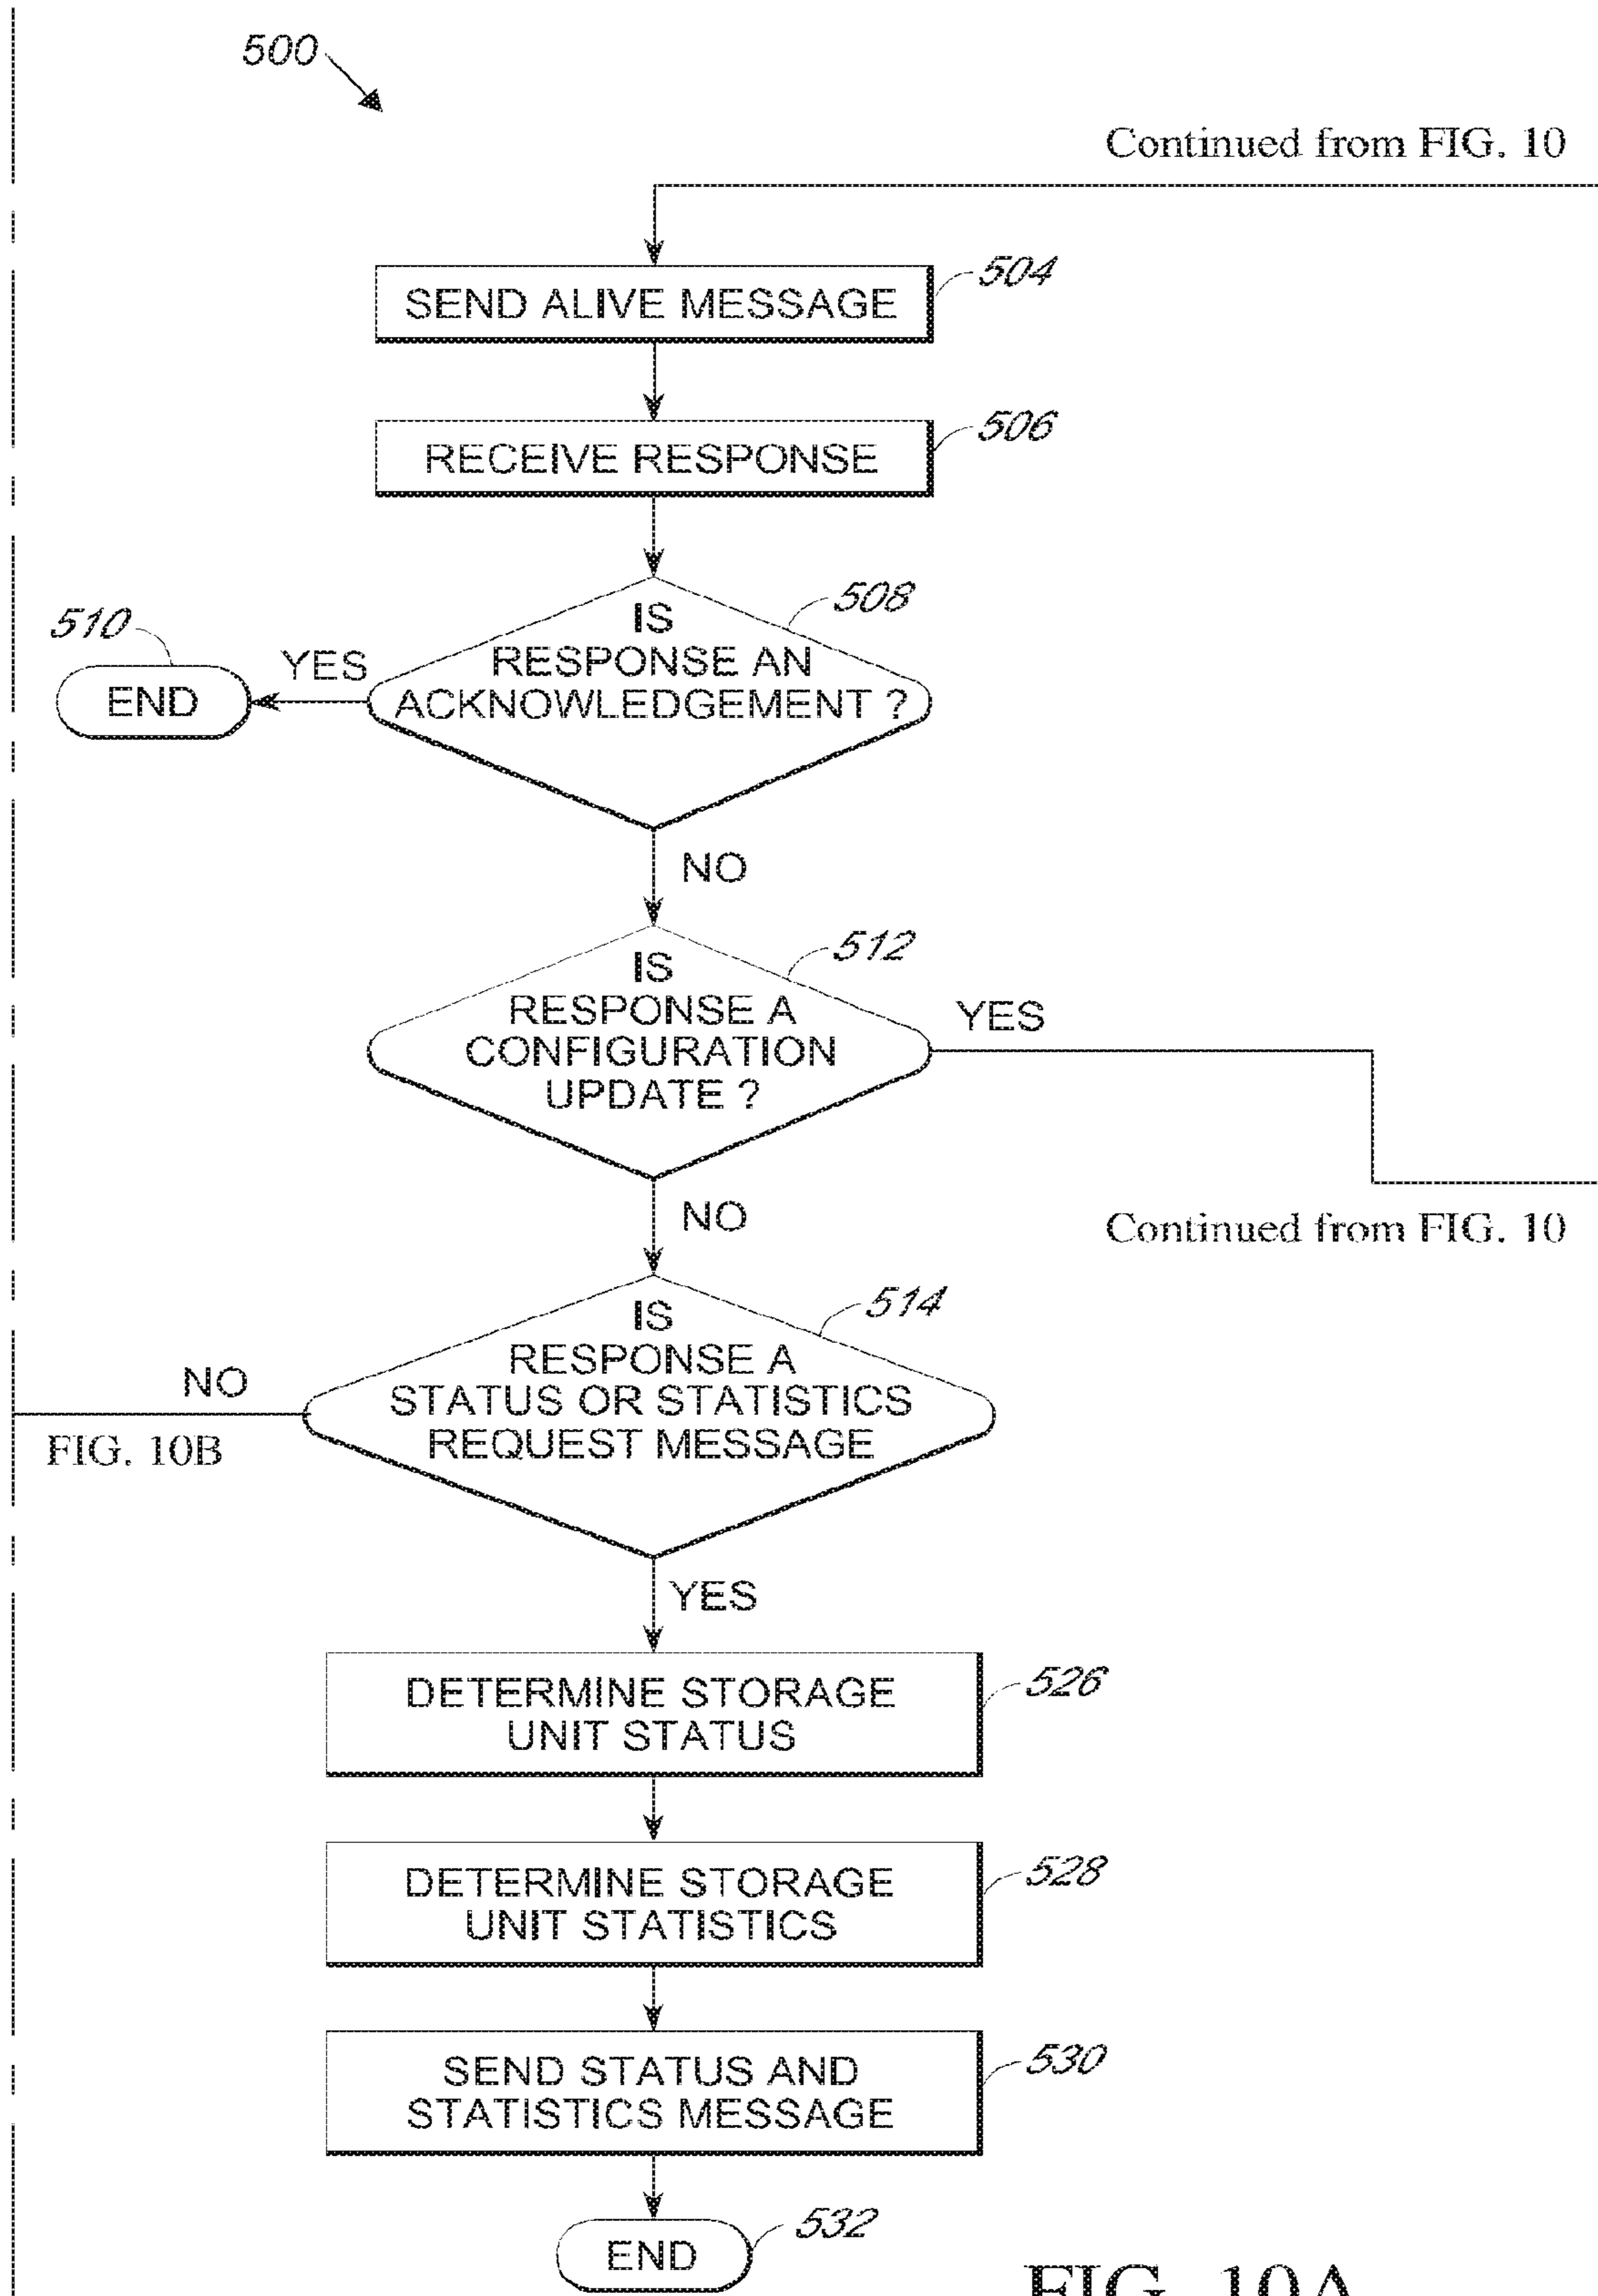 500
Continued from FIG. 10
SEND ALIVE MESSAGE
504
RECEIVE RESPONSE
506
508
IS
RESPONSE AN
ACKNOWLEDGEMENT ?
510
YES
END
NO
512
IS
RESPONSE A
CONFIGURATION
UPDATE ?
YES
Continued from FIG. 10
NO
514
IS
RESPONSE A
STATUS OR STATISTICS
REQUEST MESSAGE
NO
FIG. 10B
YES
DETERMINE STORAGE
UNIT STATUS
526
DETERMINE STORAGE
UNIT STATISTICS
528
SEND STATUS AND
STATISTICS MESSAGE
530
END
532
FIG. 10A